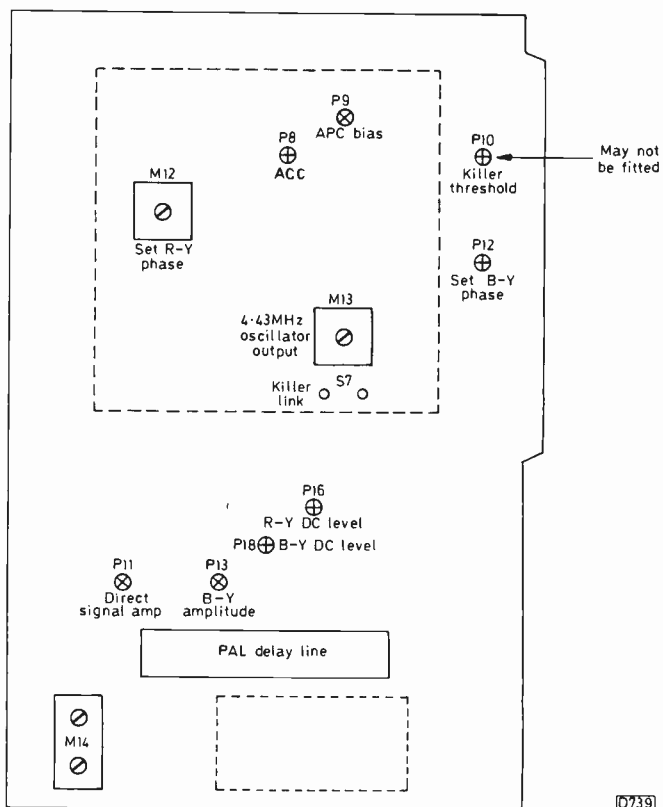 P9
APC bias
P8
ACC
P10
Killer
threshold
May not
be fitted
M12
Set R-Y
phase
P12
Set B-Y
phase
M13
4·43MHz
oscillator
output
Killer
link
S7
P16
R-Y DC level
P18 B-Y DC level
P11
Direct
signal amp
P13
B-Y
amplitude
PAL delay line
M14
D739